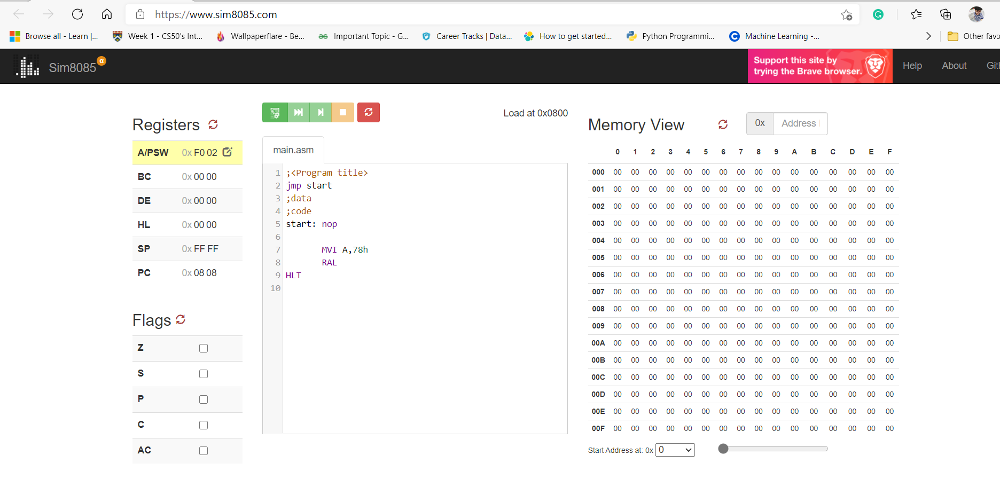 https://www.sim8085.com
Browse all - Learn |... Week 1 - CS50's Int... Wallpaperflare - Be... Important Topic - G... Career Tracks | Data... How to get started... Python Programmi... Machine Learning -... Other favo
Sim8085 α
Support this site by
trying the Brave browser.
Help About Git
Registers
A/PSW 0x F0 02
BC 0x 00 00
DE 0x 00 00
HL 0x 00 00
SP 0x FF FF
PC 0x 08 08
Flags
Z
S
P
C
AC
Load at 0x0800
main.asm
1 ;<Program title>
2 jmp start
3 ;data
4 ;code
5 start: nop
6
7 MVI A,78h
8 RAL
9 HLT
10
Memory View 0x Address
0 1 2 3 4 5 6 7 8 9 A B C D E F
000 00 00 00 00 00 00 00 00 00 00 00 00 00 00 00 00
001 00 00 00 00 00 00 00 00 00 00 00 00 00 00 00 00
002 00 00 00 00 00 00 00 00 00 00 00 00 00 00 00 00
003 00 00 00 00 00 00 00 00 00 00 00 00 00 00 00 00
004 00 00 00 00 00 00 00 00 00 00 00 00 00 00 00 00
005 00 00 00 00 00 00 00 00 00 00 00 00 00 00 00 00
006 00 00 00 00 00 00 00 00 00 00 00 00 00 00 00 00
007 00 00 00 00 00 00 00 00 00 00 00 00 00 00 00 00
008 00 00 00 00 00 00 00 00 00 00 00 00 00 00 00 00
009 00 00 00 00 00 00 00 00 00 00 00 00 00 00 00 00
00A 00 00 00 00 00 00 00 00 00 00 00 00 00 00 00 00
00B 00 00 00 00 00 00 00 00 00 00 00 00 00 00 00 00
00C 00 00 00 00 00 00 00 00 00 00 00 00 00 00 00 00
00D 00 00 00 00 00 00 00 00 00 00 00 00 00 00 00 00
00E 00 00 00 00 00 00 00 00 00 00 00 00 00 00 00 00
00F 00 00 00 00 00 00 00 00 00 00 00 00 00 00 00 00
Start Address at: 0x 0